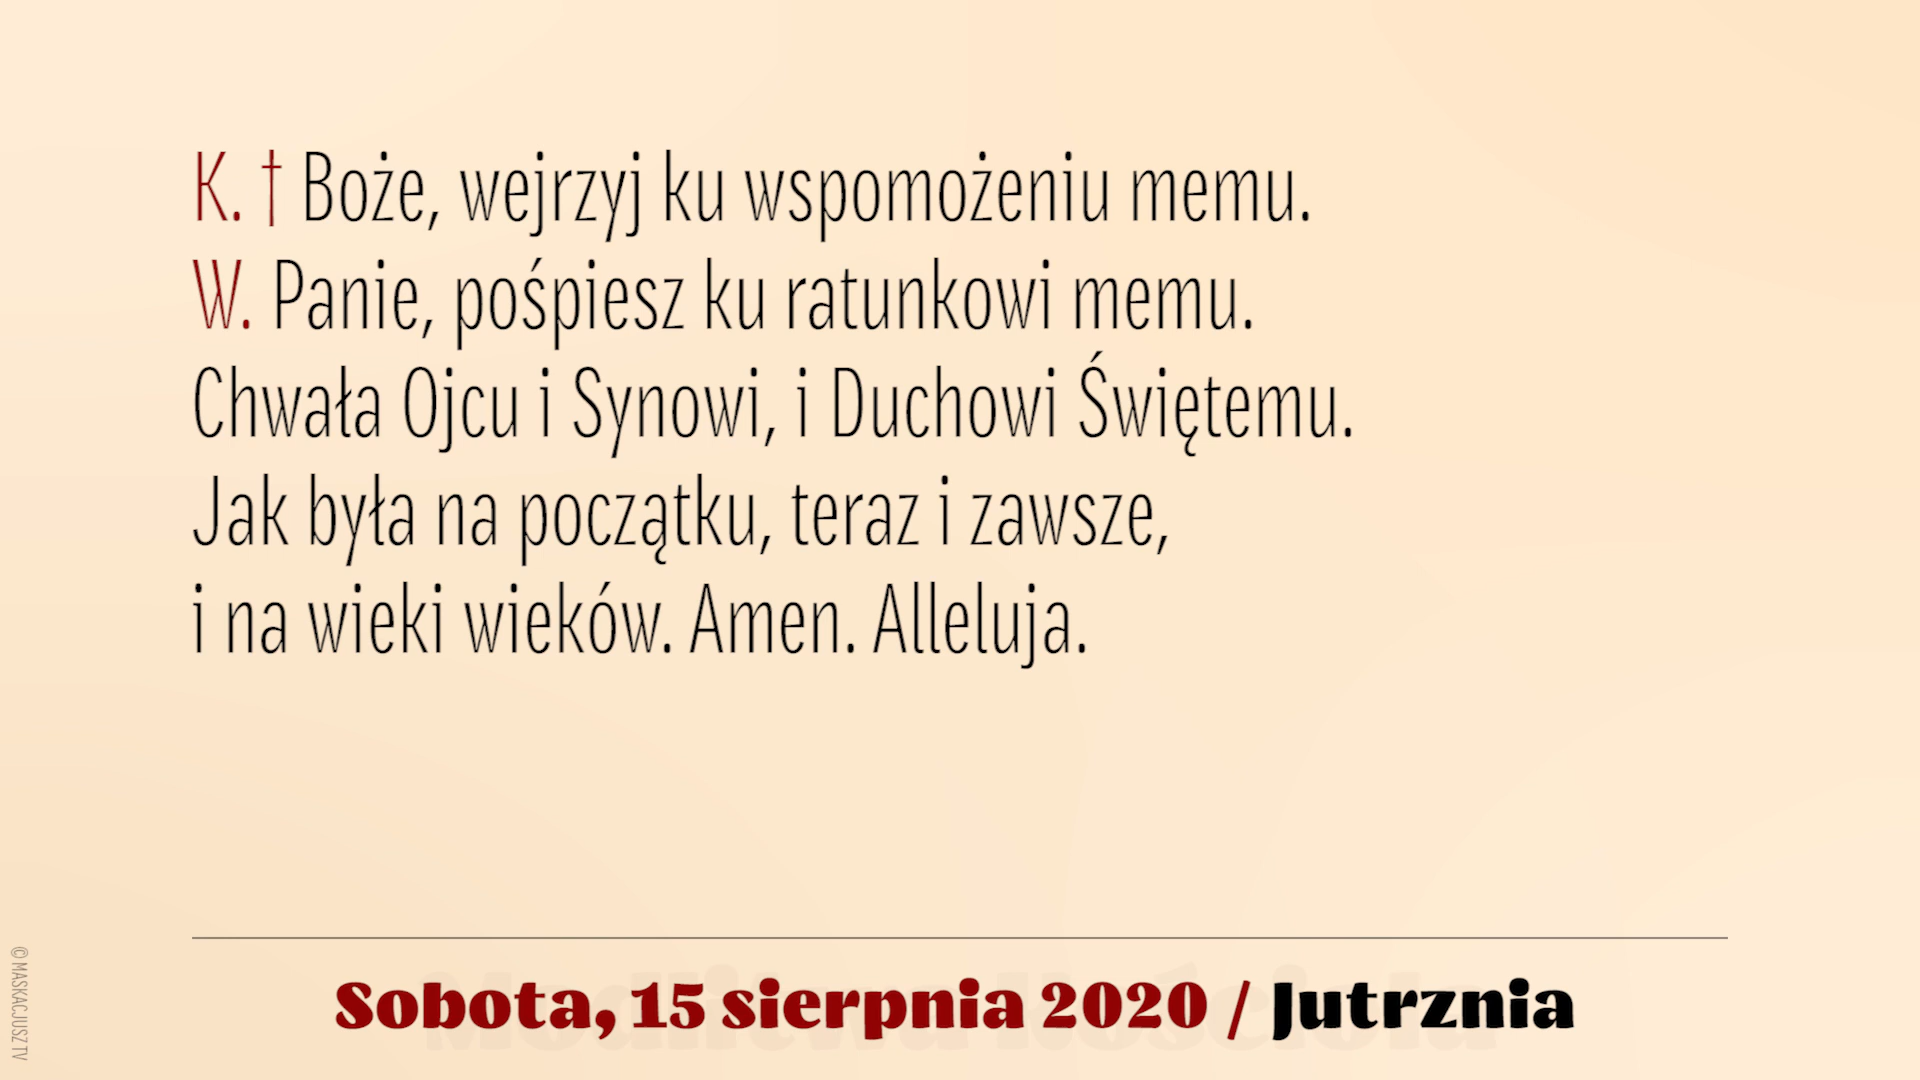 K. † Boże, wejrzyj ku wspomożeniu memu.
W. Panie, pośpiesz ku ratunkowi memu.
Chwała Ojcu i Synowi, i Duchowi Świętemu.
Jak była na początku, teraz i zawsze,
i na wieki wieków. Amen. Alleluja.
Sobota, 15 sierpnia 2020 / Jutrznia
© MASKACJUSZ TV